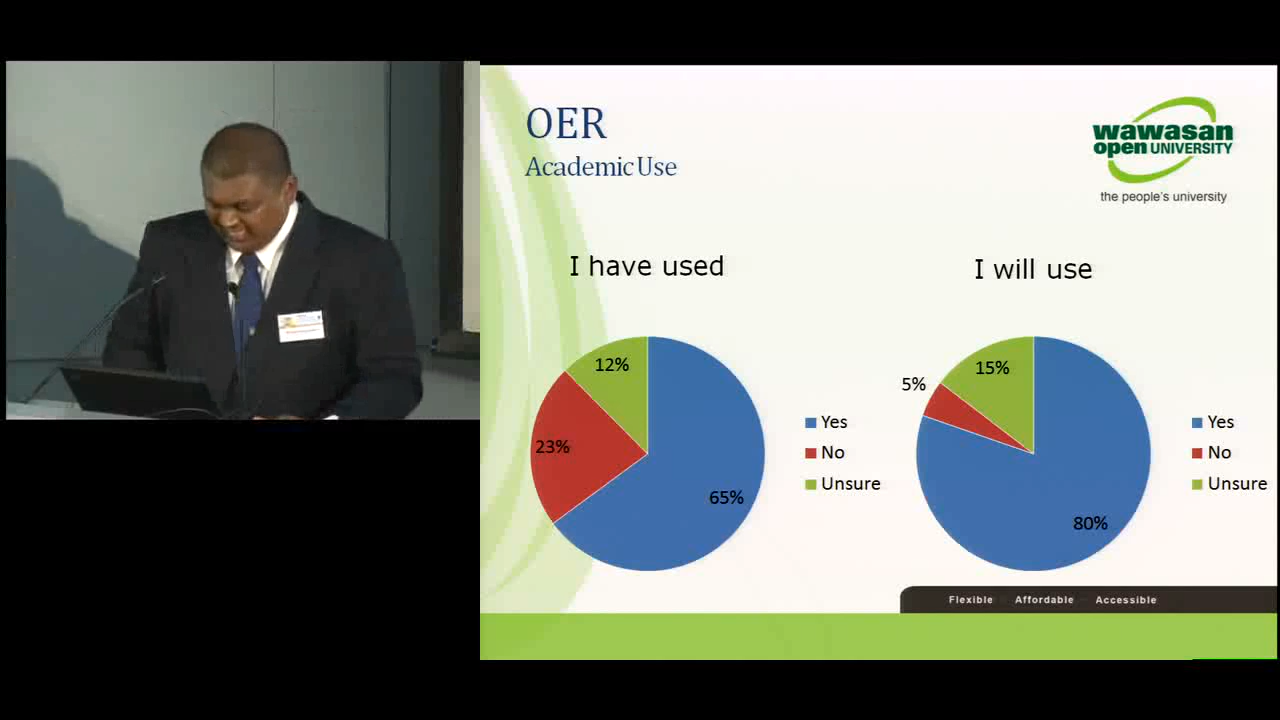 OER
Academic Use
wawasan
open UNIVERSITY
the people's university
I have used
12%
23%
65%
Yes
No
Unsure
I will use
15%
5%
80%
Yes
No
Unsure
Flexible Affordable Accessible